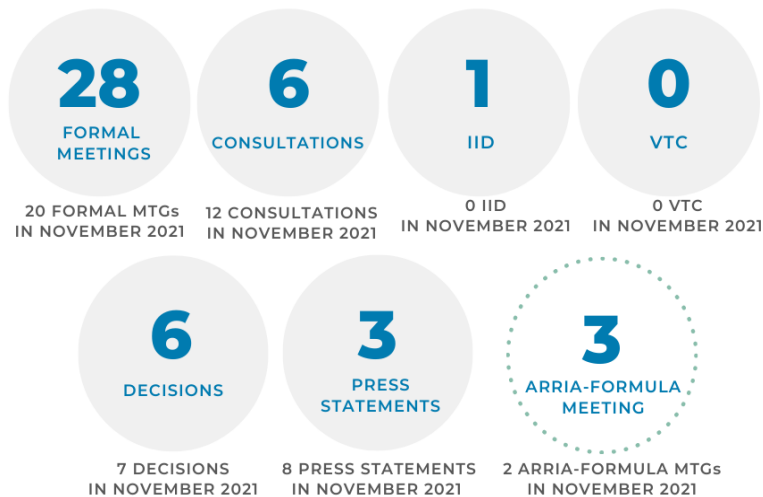 28
FORMAL
MEETINGS
20 FORMAL MTGs
IN NOVEMBER 2021
6
CONSULTATIONS
12 CONSULTATIONS
IN NOVEMBER 2021
1
IID
0 IID
IN NOVEMBER 2021
0
VTC
0 VTC
IN NOVEMBER 2021
6
DECISIONS
7 DECISIONS
IN NOVEMBER 2021
3
PRESS
STATEMENTS
8 PRESS STATEMENTS
IN NOVEMBER 2021
3
ARRIA-FORMULA
MEETING
2 ARRIA-FORMULA MTGs
IN NOVEMBER 2021